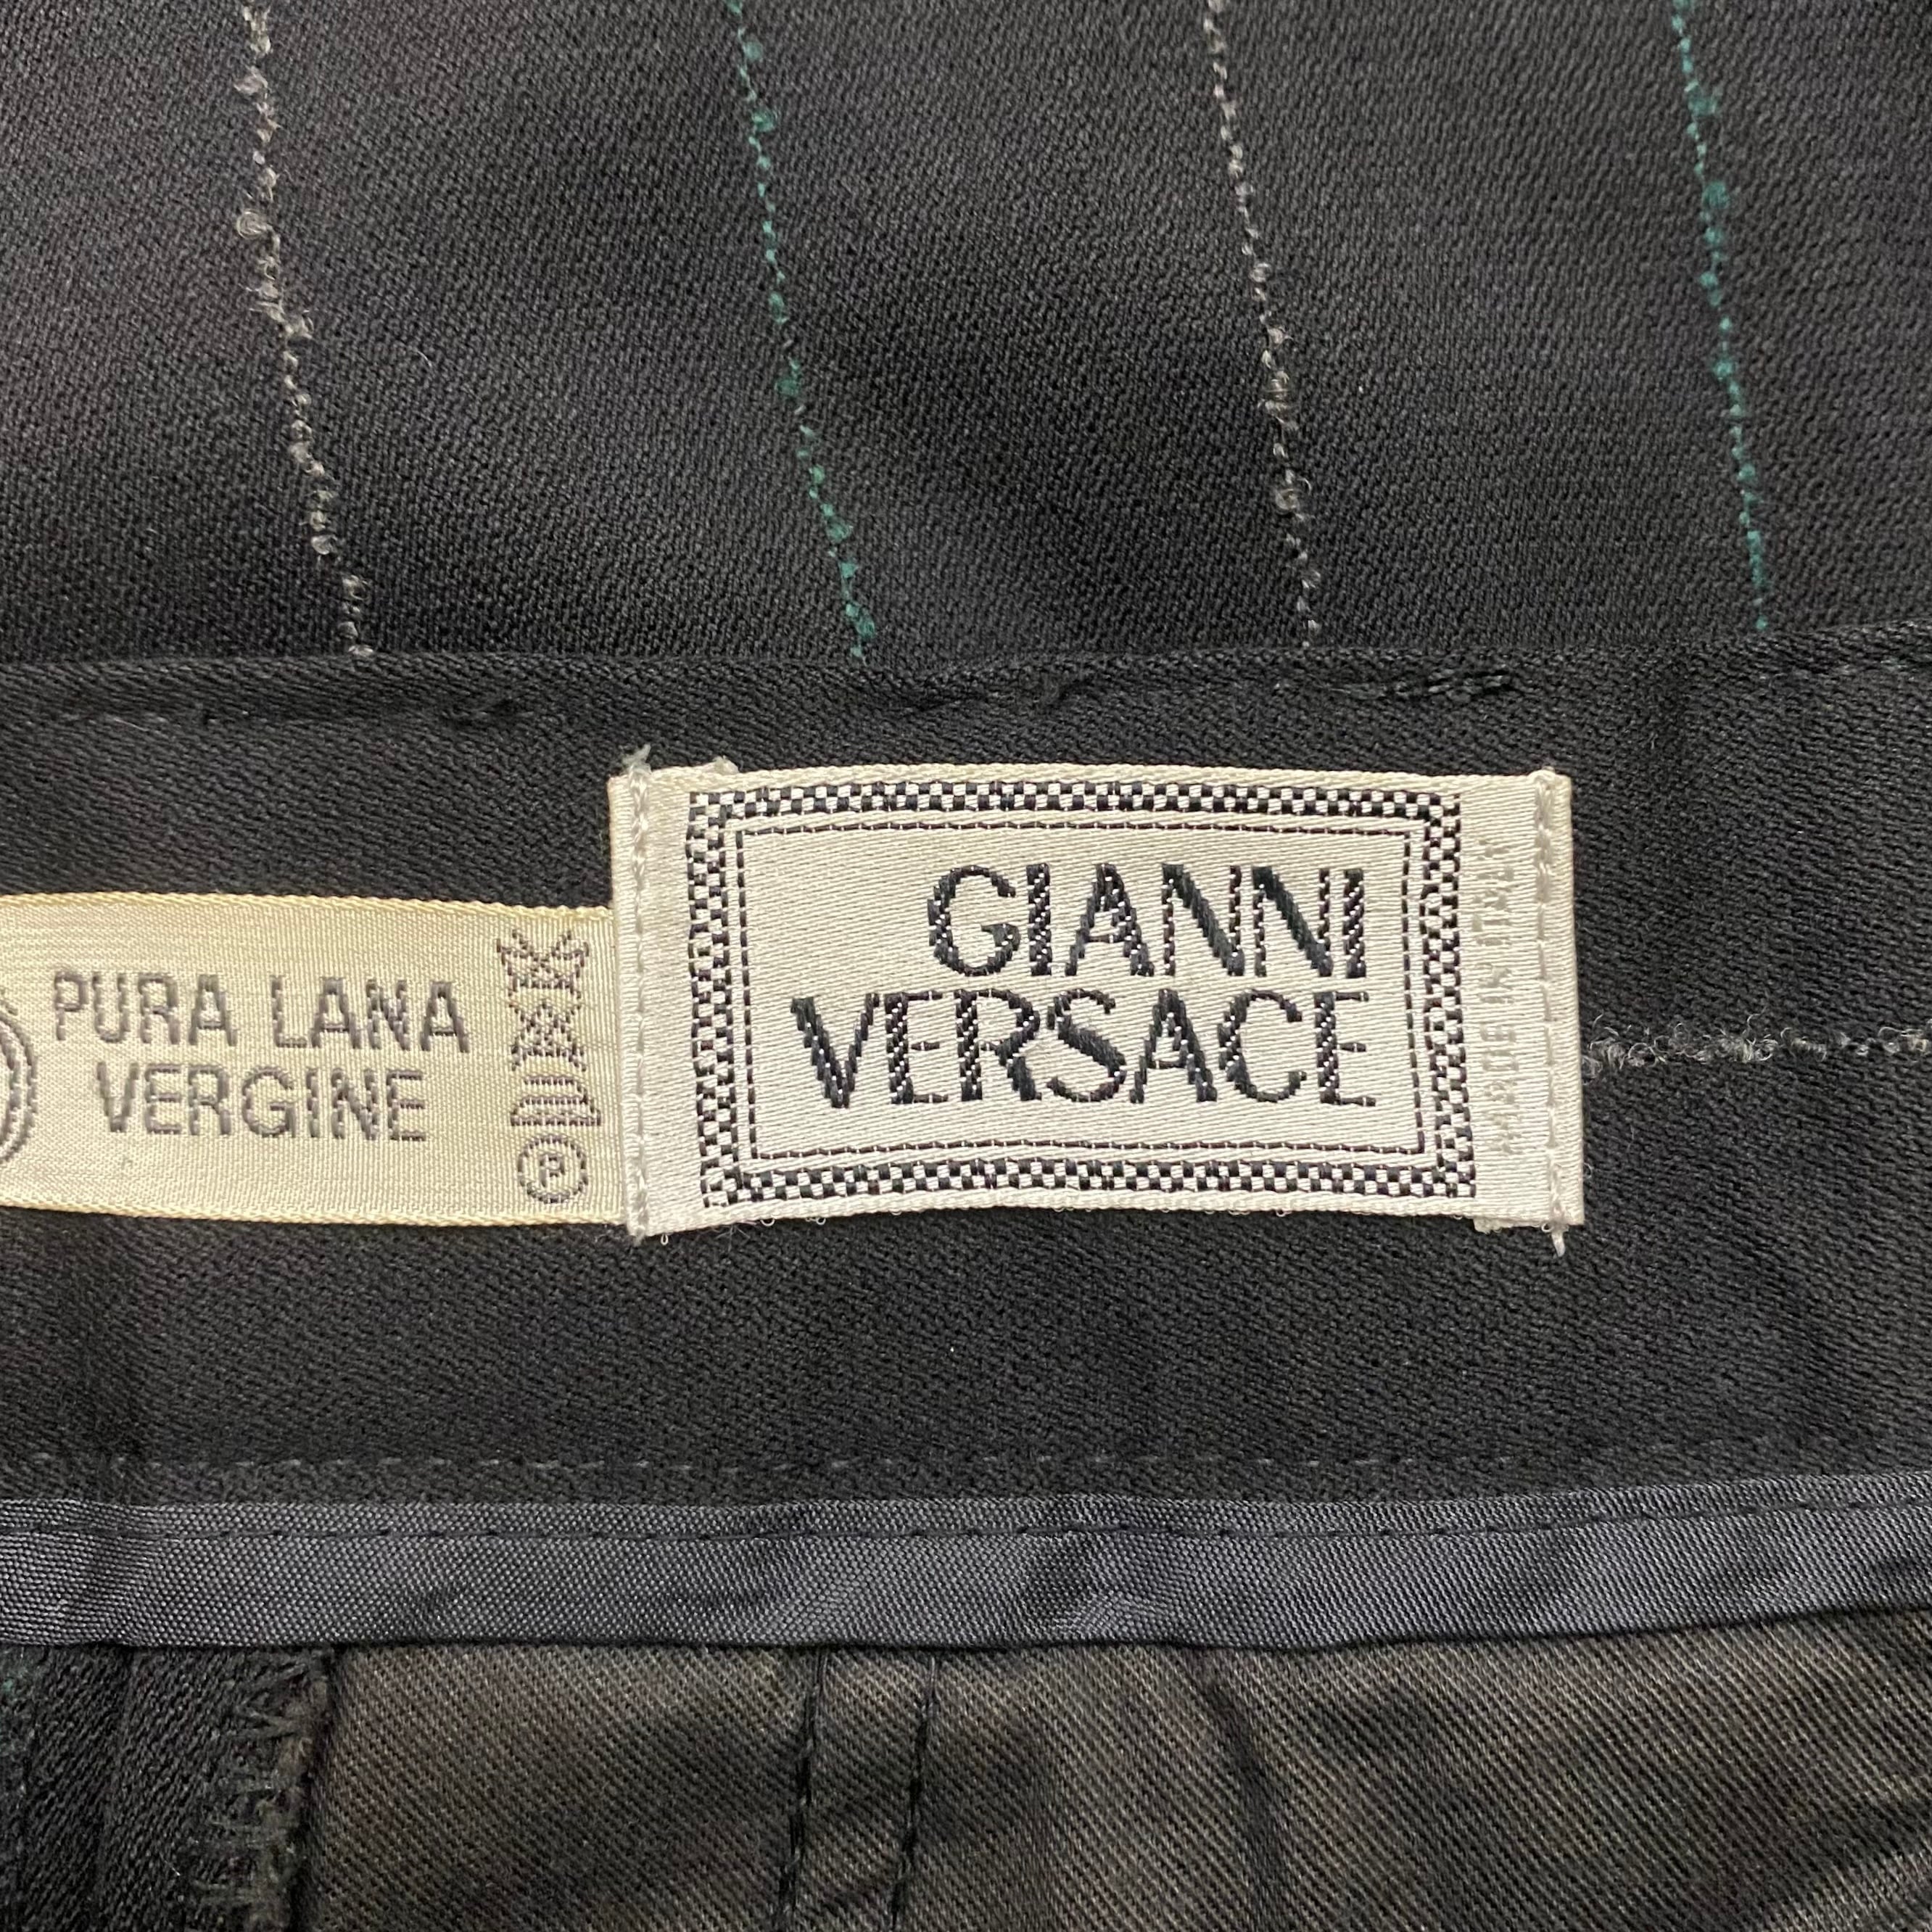 PURA LANA
VERGINE
P
GIANNI
VERSACE
MADE IN ITALY